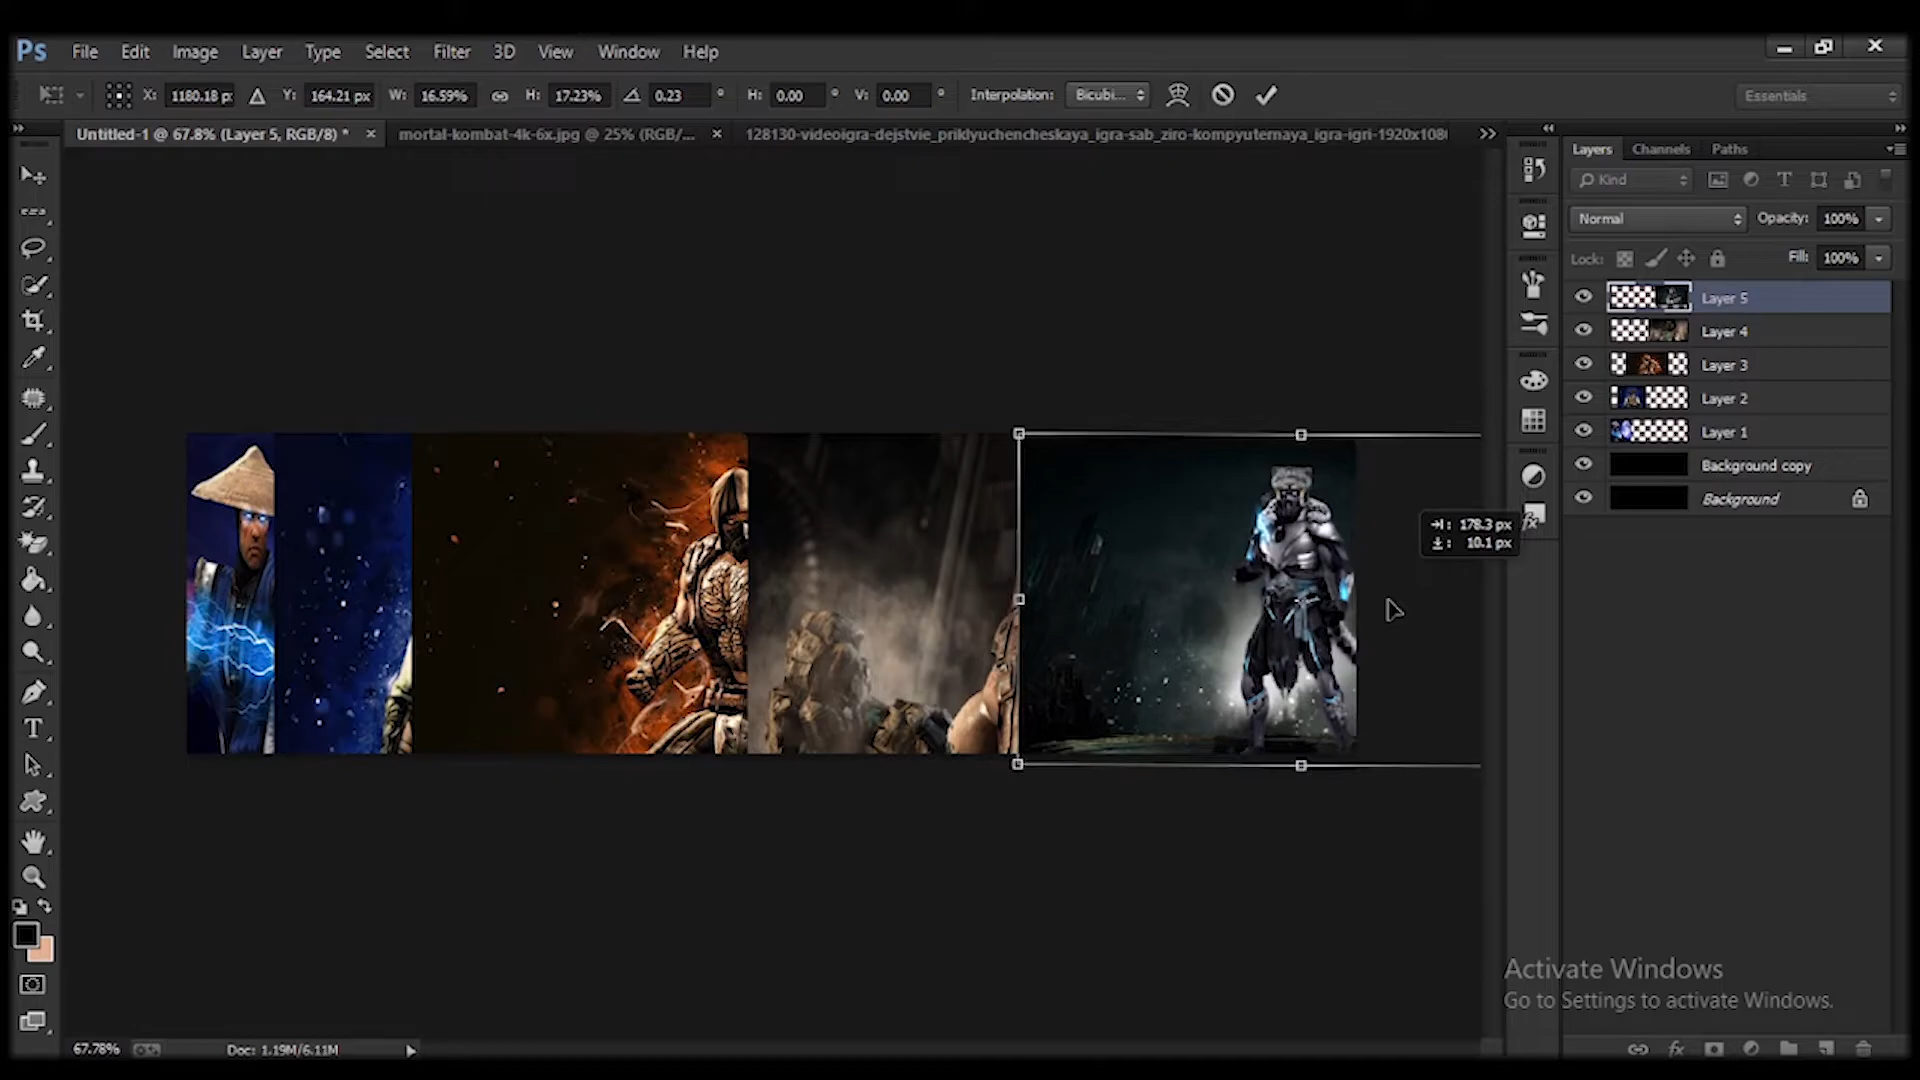 Ps File Edit Image Layer Type Select Filter 3D View Window Help
X: 1180.18 p: Y: 164.21 px W: 16.59% H: 17.23% 0.23 ° H: 0.00 ° V: 0.00 ° Interpolation: Bicubi... Essentials
Untitled-1 @ 67.8% (Layer 5, RGB/8) * × mortal-kombat-4k-6x.jpg @ 25% (RGB/... × 128130-videoigra-dejstvie_priklyuchencheskaya_igra-sab_ziro-kompyuternaya_igra-igri-1920x108
Layers Channels Paths
Kind
Normal Opacity: 100%
Lock: Fill: 100%
Layer 5
Layer 4
Layer 3
Layer 2
Layer 1
Background copy
Background
178.3 px
10.1 px
Activate Windows
Go to Settings to activate Windows.
67.78% Doc: 1.19M/6.11M